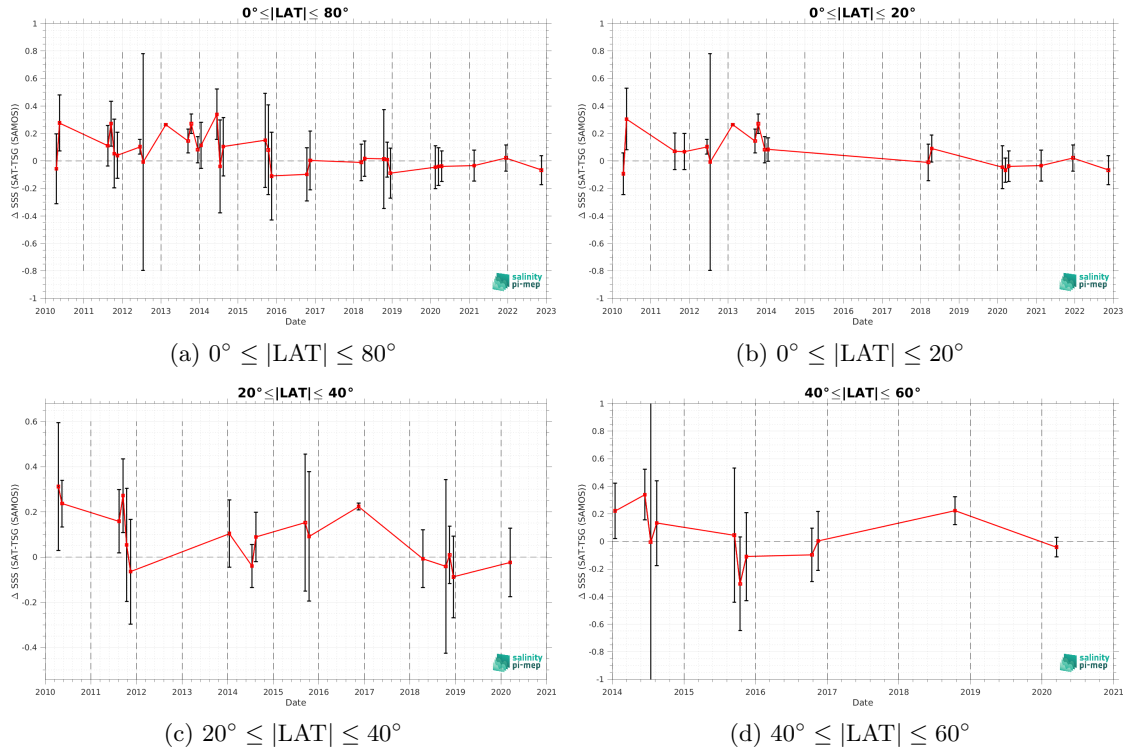 0°≤|LAT|≤ 80°
Δ SSS (SAT-TSG (SAMOS))
1
0.8
0.6
0.4
0.2
0
-0.2
-0.4
-0.6
-0.8
-1
2010 2011 2012 2013 2014 2015 2016 2017 2018 2019 2020 2021 2022 2023
Date
salinity
pi-mep
(a) 0° ≤ |LAT| ≤ 80°
0°≤|LAT|≤ 20°
Δ SSS (SAT-TSG (SAMOS))
1
0.8
0.6
0.4
0.2
0
-0.2
-0.4
-0.6
-0.8
-1
2010 2011 2012 2013 2014 2015 2016 2017 2018 2019 2020 2021 2022 2023
Date
salinity
pi-mep
(b) 0° ≤ |LAT| ≤ 20°
20°≤|LAT|≤ 40°
Δ SSS (SAT-TSG (SAMOS))
0.6
0.4
0.2
0
-0.2
-0.4
2010 2011 2012 2013 2014 2015 2016 2017 2018 2019 2020 2021
Date
salinity
pi-mep
(c) 20° ≤ |LAT| ≤ 40°
40°≤|LAT|≤ 60°
Δ SSS (SAT-TSG (SAMOS))
1
0.8
0.6
0.4
0.2
0
-0.2
-0.4
-0.6
-0.8
-1
2014 2015 2016 2017 2018 2019 2020 2021
Date
salinity
pi-mep
(d) 40° ≤ |LAT| ≤ 60°